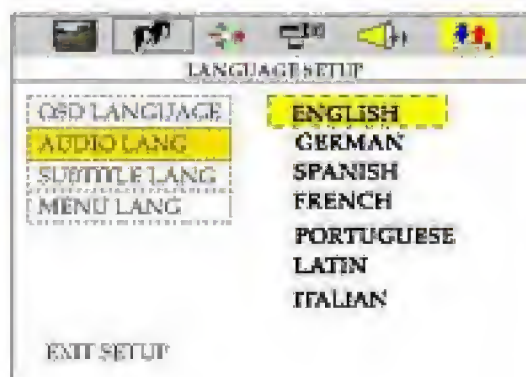 LANGUAGE SETUP
OSD LANGUAGE
AUDIO LANG
SUBTITLE LANG
MENU LANG
ENGLISH
GERMAN
SPANISH
FRENCH
PORTUGUESE
LATIN
ITALIAN
EXIT SETUP